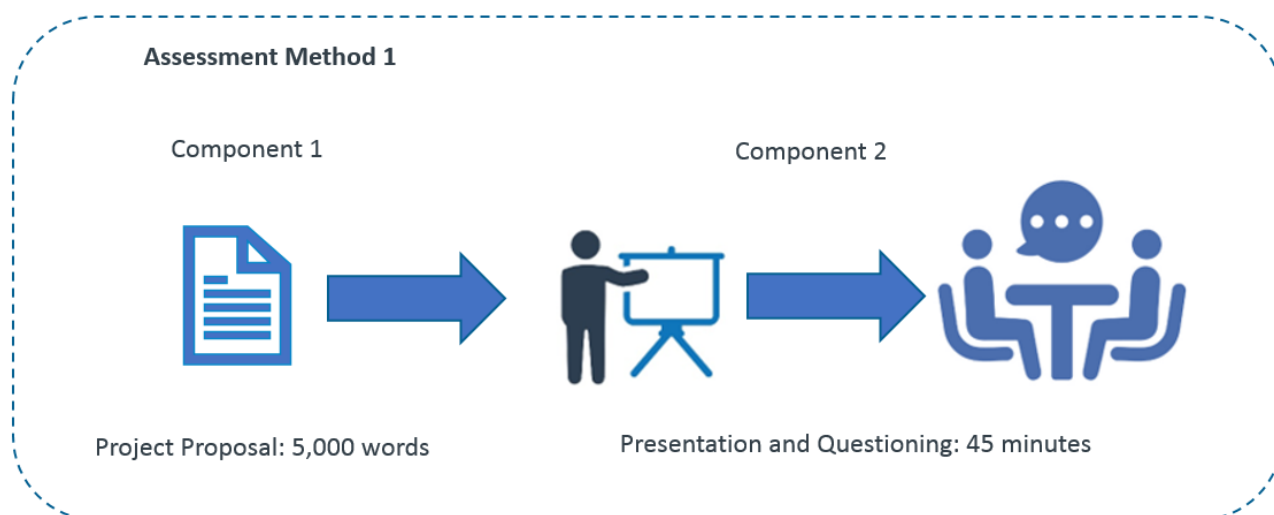 Assessment Method 1
Component 1
Component 2
Project Proposal: 5,000 words
Presentation and Questioning: 45 minutes